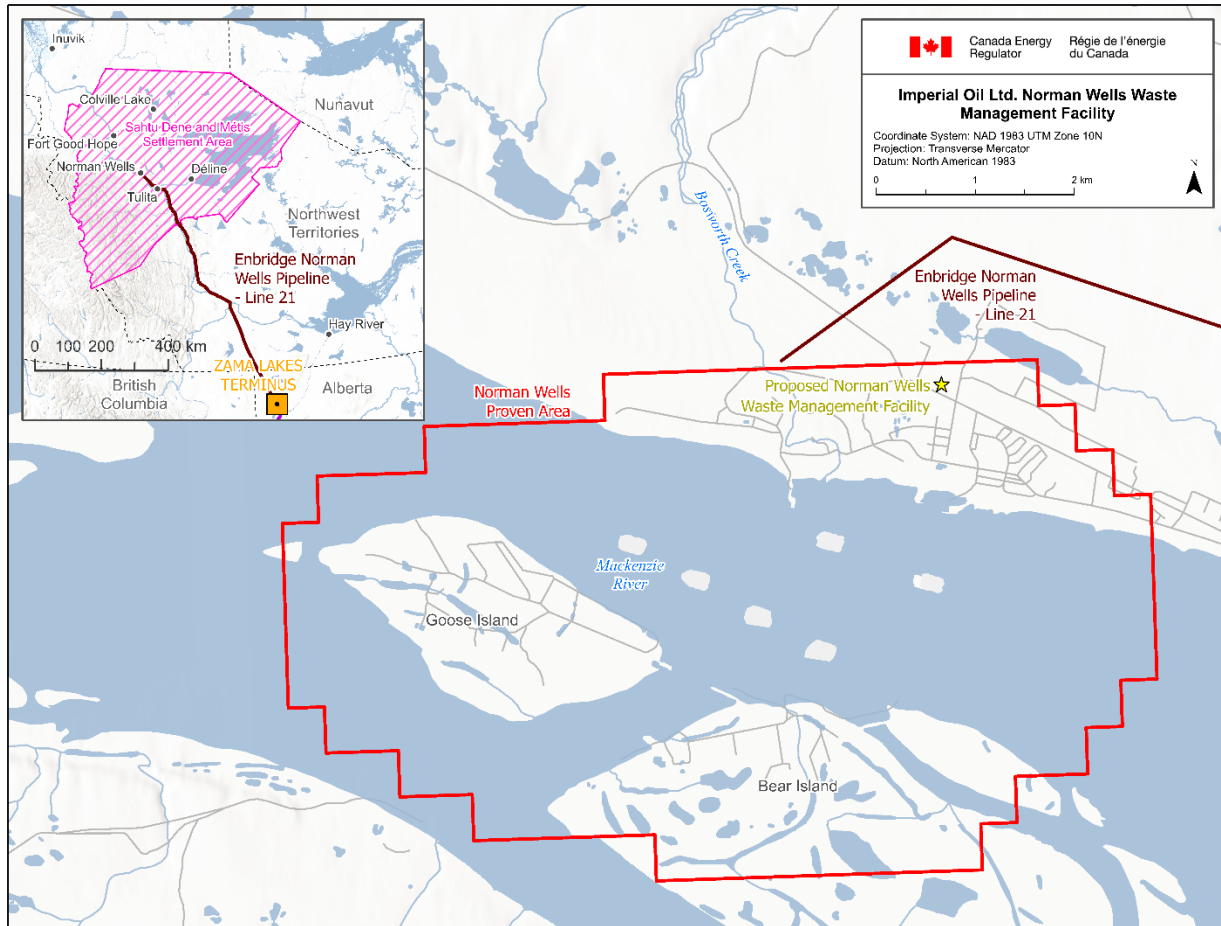 Inuvik
Nunavut
Colville Lake
Sahtu Dene and Métis
Settlement Area
Fort Good Hope
Norman Wells
Déline
Tulita
Northwest
Territories
Enbridge Norman
Wells Pipeline
- Line 21
Hay River
0 100 200 400 km
ZAMA LAKES
TERMINUS
British
Columbia
Alberta
Canada Energy
Regulator
Régie de l'énergie
du Canada
Imperial Oil Ltd. Norman Wells Waste
Management Facility
Coordinate System: NAD 1983 UTM Zone 10N
Projection: Transverse Mercator
Datum: North American 1983
N
0 0.5 1 2 km
Bosworth Creek
Enbridge Norman
Wells Pipeline
- Line 21
Norman Wells
Proven Area
Proposed Norman Wells
Waste Management Facility
Mackenzie
River
Goose Island
Bear Island